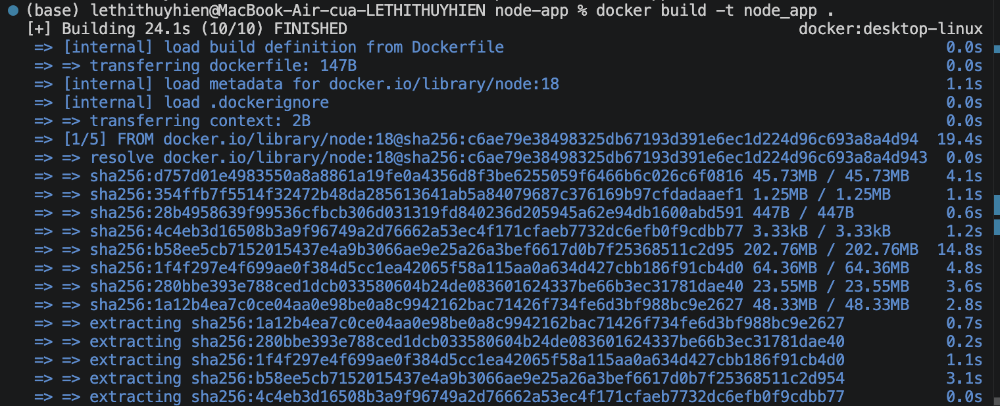 (base) lethithuyhien@MacBook-Air-cua-LETHITHUYHIEN node-app % docker build -t node_app .
[+] Building 24.1s (10/10) FINISHED docker:desktop-linux
=> [internal] load build definition from Dockerfile 0.0s
=> => transferring dockerfile: 147B 0.0s
=> [internal] load metadata for docker.io/library/node:18 1.1s
=> [internal] load .dockerignore 0.0s
=> => transferring context: 2B 0.0s
=> [1/5] FROM docker.io/library/node:18@sha256:c6ae79e38498325db67193d391e6ec1d224d96c693a8a4d94 19.4s
=> => resolve docker.io/library/node:18@sha256:c6ae79e38498325db67193d391e6ec1d224d96c693a8a4d943 0.0s
=> => sha256:d757d01e4983550a8a8861a19fe0a4356d8f3be6255059f6466b6c026c6f0816 45.73MB / 45.73MB 4.1s
=> => sha256:354ffb7f5514f32472b48da285613641ab5a84079687c376169b97cfdadaaef1 1.25MB / 1.25MB 1.1s
=> => sha256:28b4958639f99536cfbcb306d031319fd840236d205945a62e94db1600abd591 447B / 447B 0.6s
=> => sha256:4c4eb3d16508b3a9f96749a2d76662a53ec4f171cfaeb7732dc6efb0f9cdbb77 3.33kB / 3.33kB 1.2s
=> => sha256:b58ee5cb7152015437e4a9b3066ae9e25a26a3bef6617d0b7f25368511c2d95 202.76MB / 202.76MB 14.8s
=> => sha256:1f4f297e4f699ae0f384d5cc1ea42065f58a115aa0a634d427cbb186f91cb4d0 64.36MB / 64.36MB 4.8s
=> => sha256:280bbe393e788ced1dcb033580604b24de083601624337be66b3ec31781dae40 23.55MB / 23.55MB 3.6s
=> => sha256:1a12b4ea7c0ce04aa0e98be0a8c9942162bac71426f734fe6d3bf988bc9e2627 48.33MB / 48.33MB 2.8s
=> => extracting sha256:1a12b4ea7c0ce04aa0e98be0a8c9942162bac71426f734fe6d3bf988bc9e2627 0.7s
=> => extracting sha256:280bbe393e788ced1dcb033580604b24de083601624337be66b3ec31781dae40 0.2s
=> => extracting sha256:1f4f297e4f699ae0f384d5cc1ea42065f58a115aa0a634d427cbb186f91cb4d0 1.1s
=> => extracting sha256:b58ee5cb7152015437e4a9b3066ae9e25a26a3bef6617d0b7f25368511c2d954 3.1s
=> => extracting sha256:4c4eb3d16508b3a9f96749a2d76662a53ec4f171cfaeb7732dc6efb0f9cdbb77 0.0s